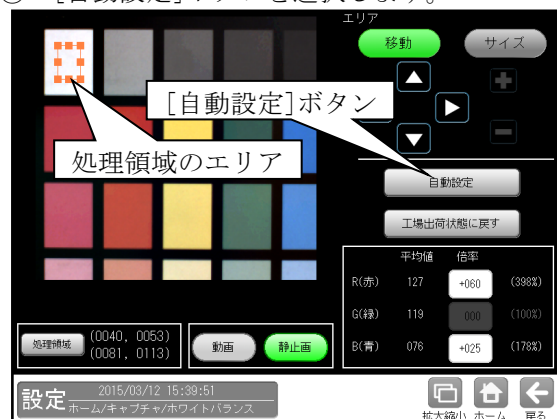 [自動設定]ボタンを選択します。
エリア
移動
サイズ
[自動設定]ボタン
処理領域のエリア
自動設定
工場出荷状態に戻す
平均値 倍率
R(赤) 127 +060 (398%)
G(緑) 119 000 (100%)
B(青) 076 +025 (178%)
処理領域
(0040, 0053)
(0081, 0113)
動画
静止画
設定
2015/03/12 15:39:51
ホーム/キャプチャ/ホワイトバランス
拡大縮小 ホーム 戻る